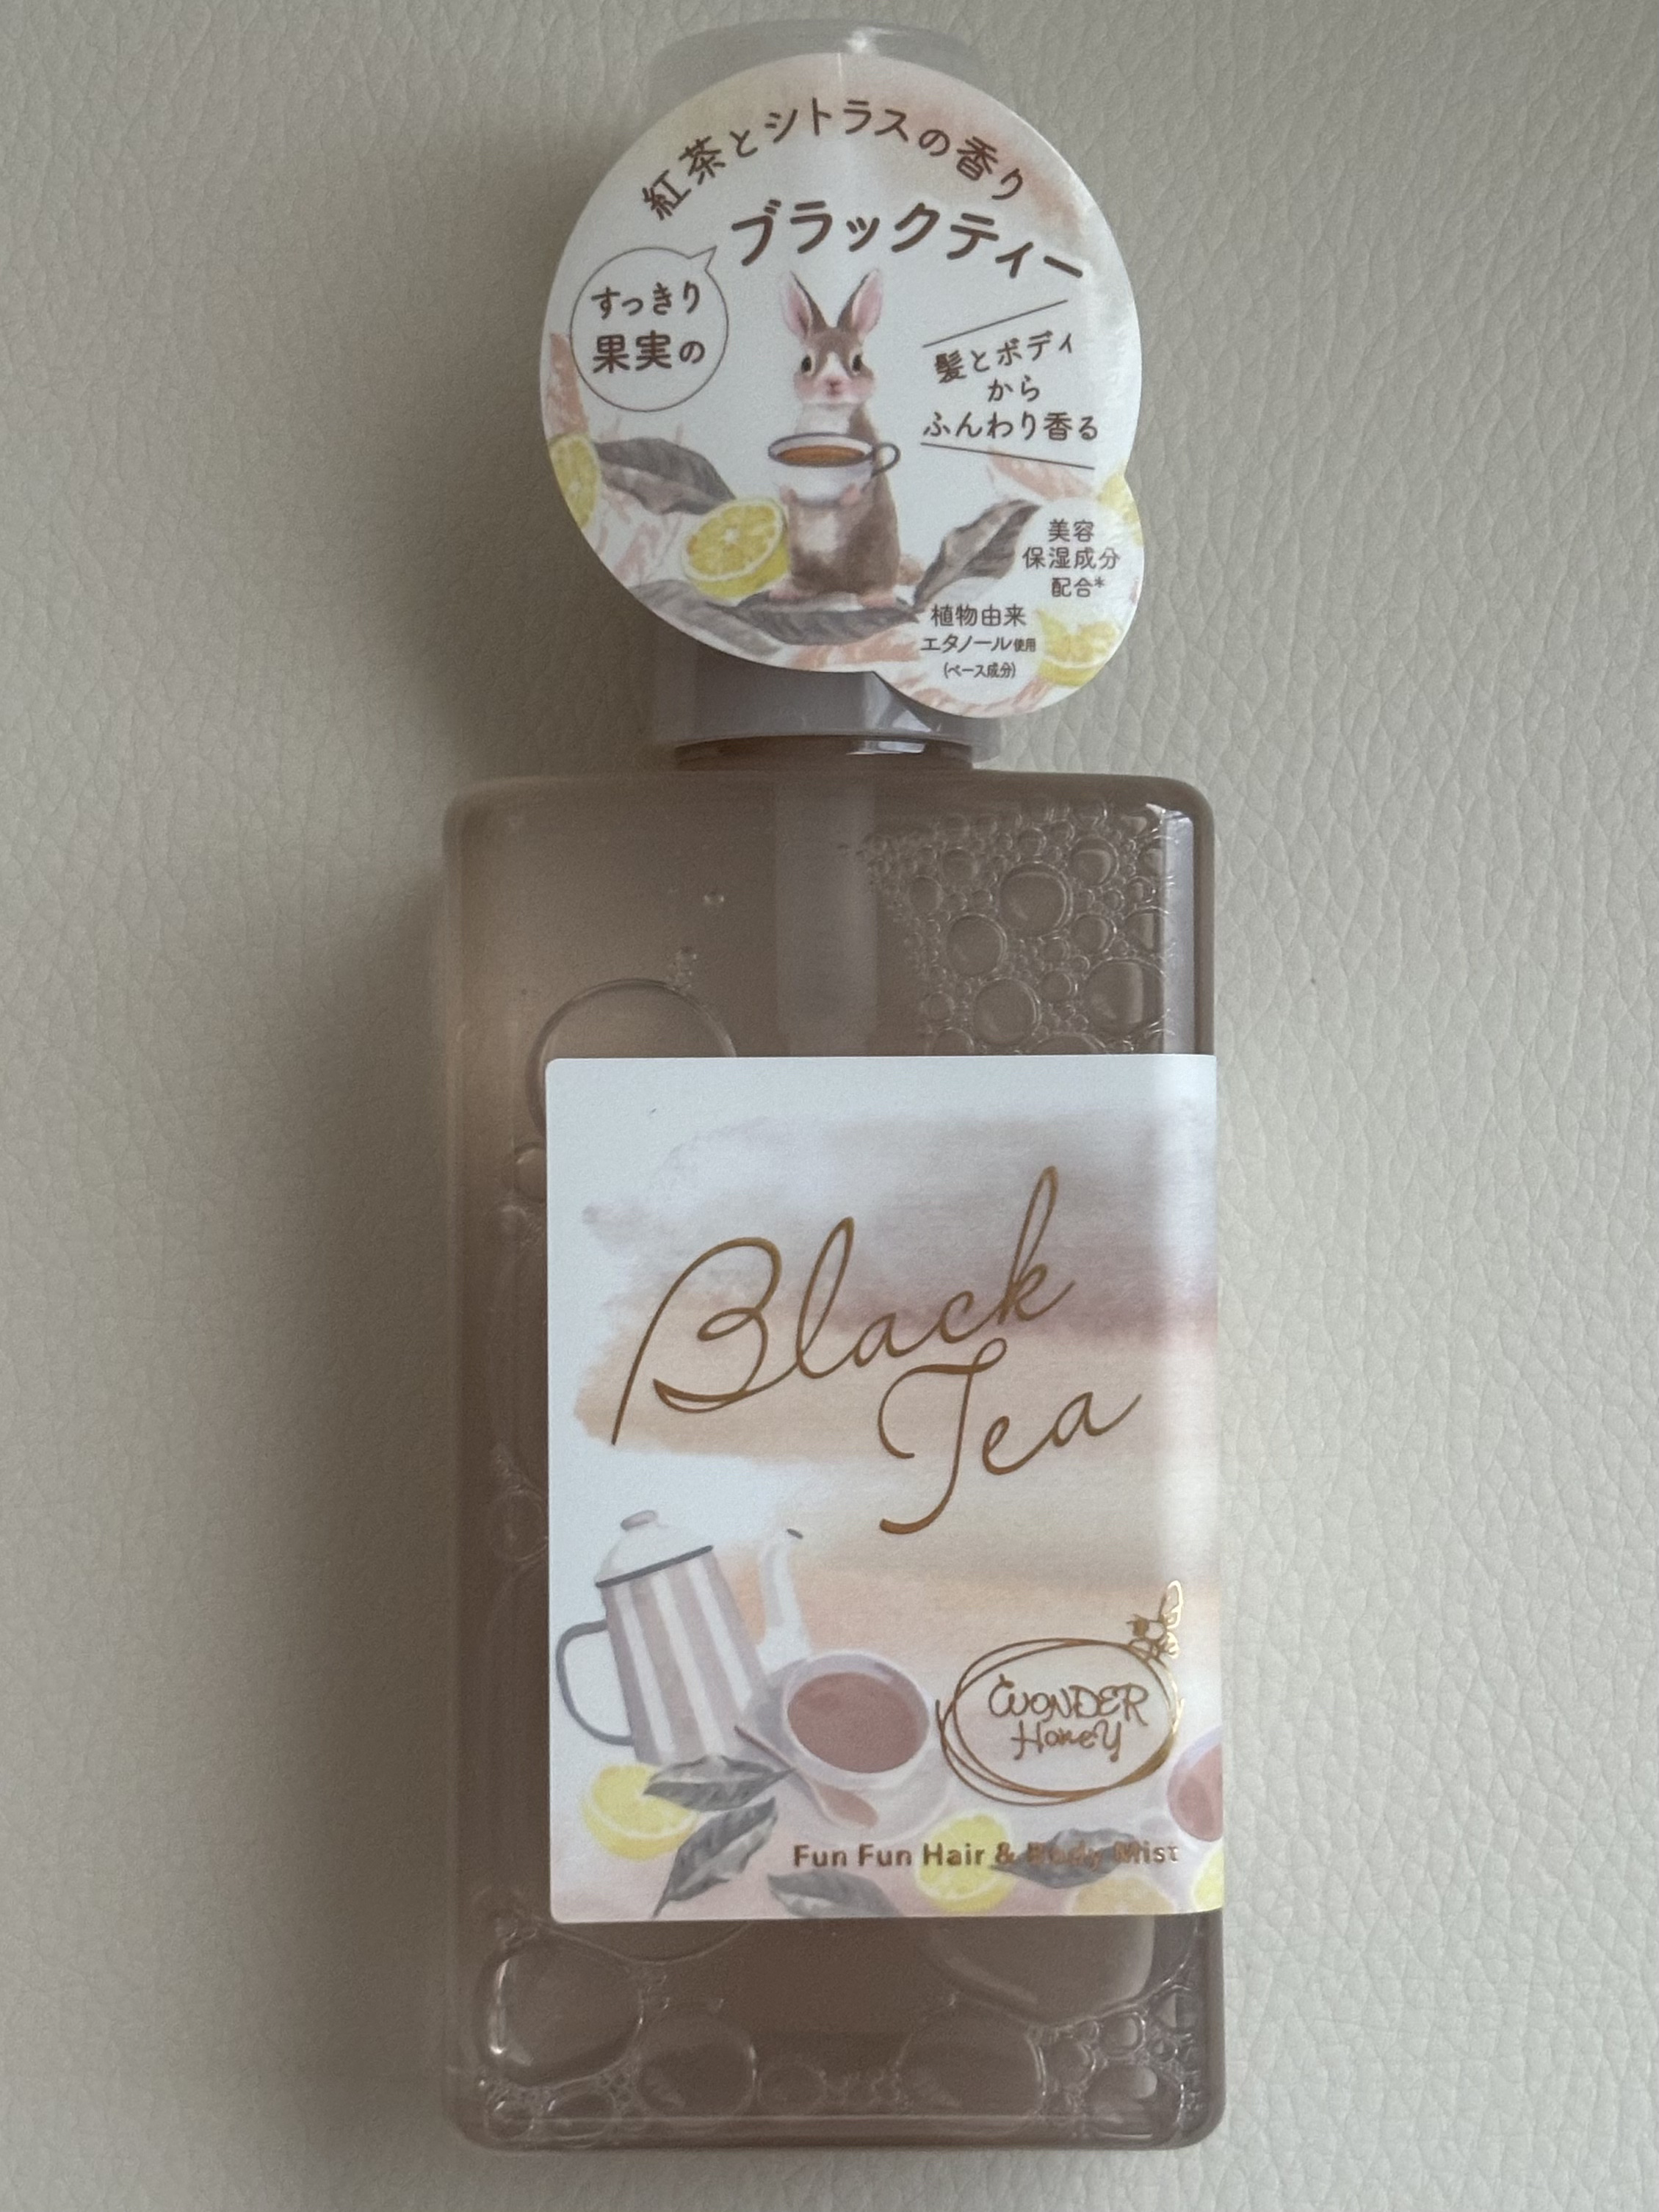 紅茶とシトラスの香り
ブラックティー
すっきり
果実の
髪とボディ
から
ふんわり香る
美容
保湿成分
配合*
植物由来
エタノール使用
(ベース成分)
Black
Tea
WONDER
HoneY
Fun Fun Hair & Body Mist